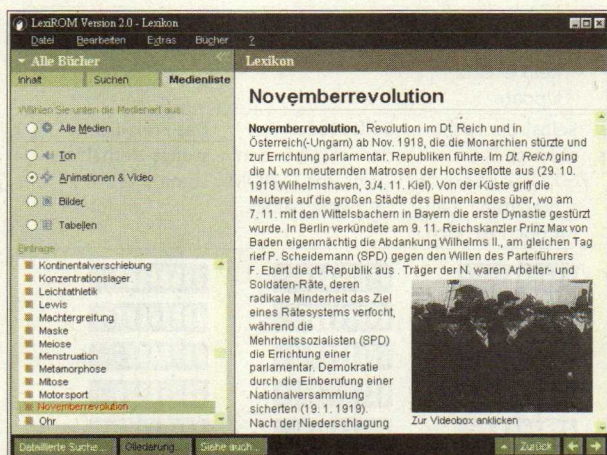 LexiROM Version 2.0 - Lexikon
Datei Bearbeiten Extras Bücher ?
Alle Bücher
Inhalt Suchen Medienliste
Wählen Sie unten die Medienart aus:
Alle Medien
Ton
Animationen & Video
Bilder
Tabellen
Einträge
Kontinentalverschiebung
Konzentrationslager
Leichtathletik
Lewis
Machtergreifung
Maske
Meiose
Menstruation
Metamorphose
Mitose
Motorsport
Novemberrevolution
Ohr
Lexikon
Novemberrevolution
Novemberrevolution, Revolution im Dt. Reich und in
Österreich(-Ungarn) ab Nov. 1918, die die Monarchien stürzte und
zur Errichtung parlamentar. Republiken führte. Im Dt. Reich ging
die N. von meuternden Matrosen der Hochseeflotte aus (29. 10.
1918 Wilhelmshaven, 3./4. 11. Kiel). Von der Küste griff die
Meuterei auf die großen Städte des Binnenlandes über, wo am
7. 11. mit den Wittelsbachern in Bayern die erste Dynastie gestürzt
wurde. In Berlin verkündete am 9. 11. Reichskanzler Prinz Max von
Baden eigenmächtig die Abdankung Wilhelms II., am gleichen Tag
rief P. Scheidemann (SPD) gegen den Willen des Parteiführers
F. Ebert die dt. Republik aus. Träger der N. waren Arbeiter- und
Soldaten-Räte, deren
radikale Minderheit das Ziel
eines Rätesystems verfocht,
während die
Mehrheitssozialisten (SPD)
die Errichtung einer
parlamentar. Demokratie
durch die Einberufung einer
Nationalversammlung
sicherten (19. 1. 1919).
Nach der Niederschlagung
Zur Videobox anklicken
Detaillierte Suche... Gliederung... Siehe auch... Zurück